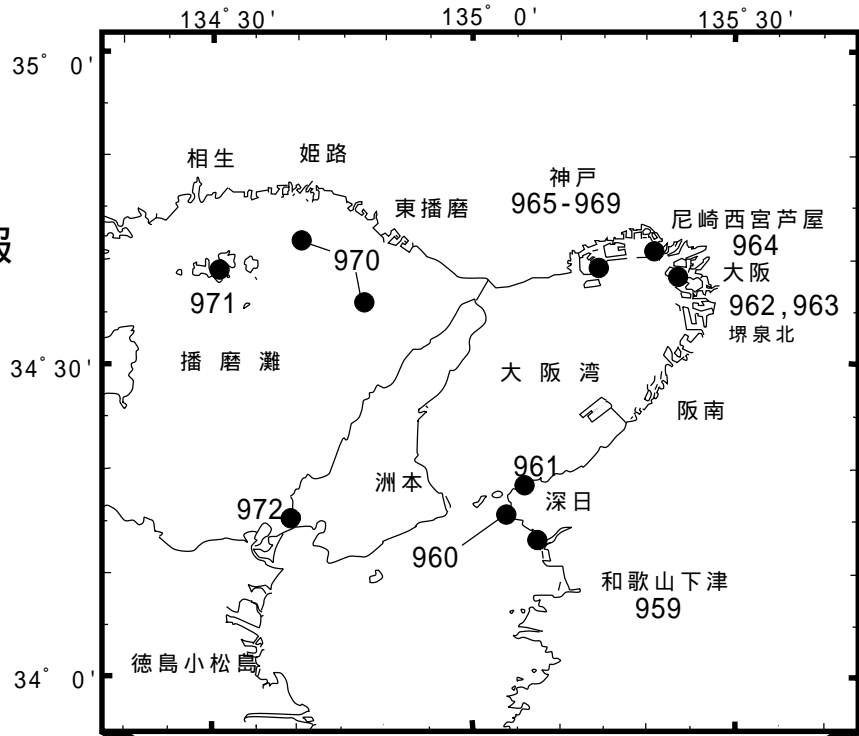 134°30'
135°0'
135°30'
35°0'
相生
姫路
神戸
965-969
東播磨
尼崎西宮芦屋
964
報
970
大阪
971
962,963
堺泉北
播磨灘
34°30'
大阪湾
阪南
961
洲本
深日
972
960
和歌山下津
959
徳島小松島
34°0'